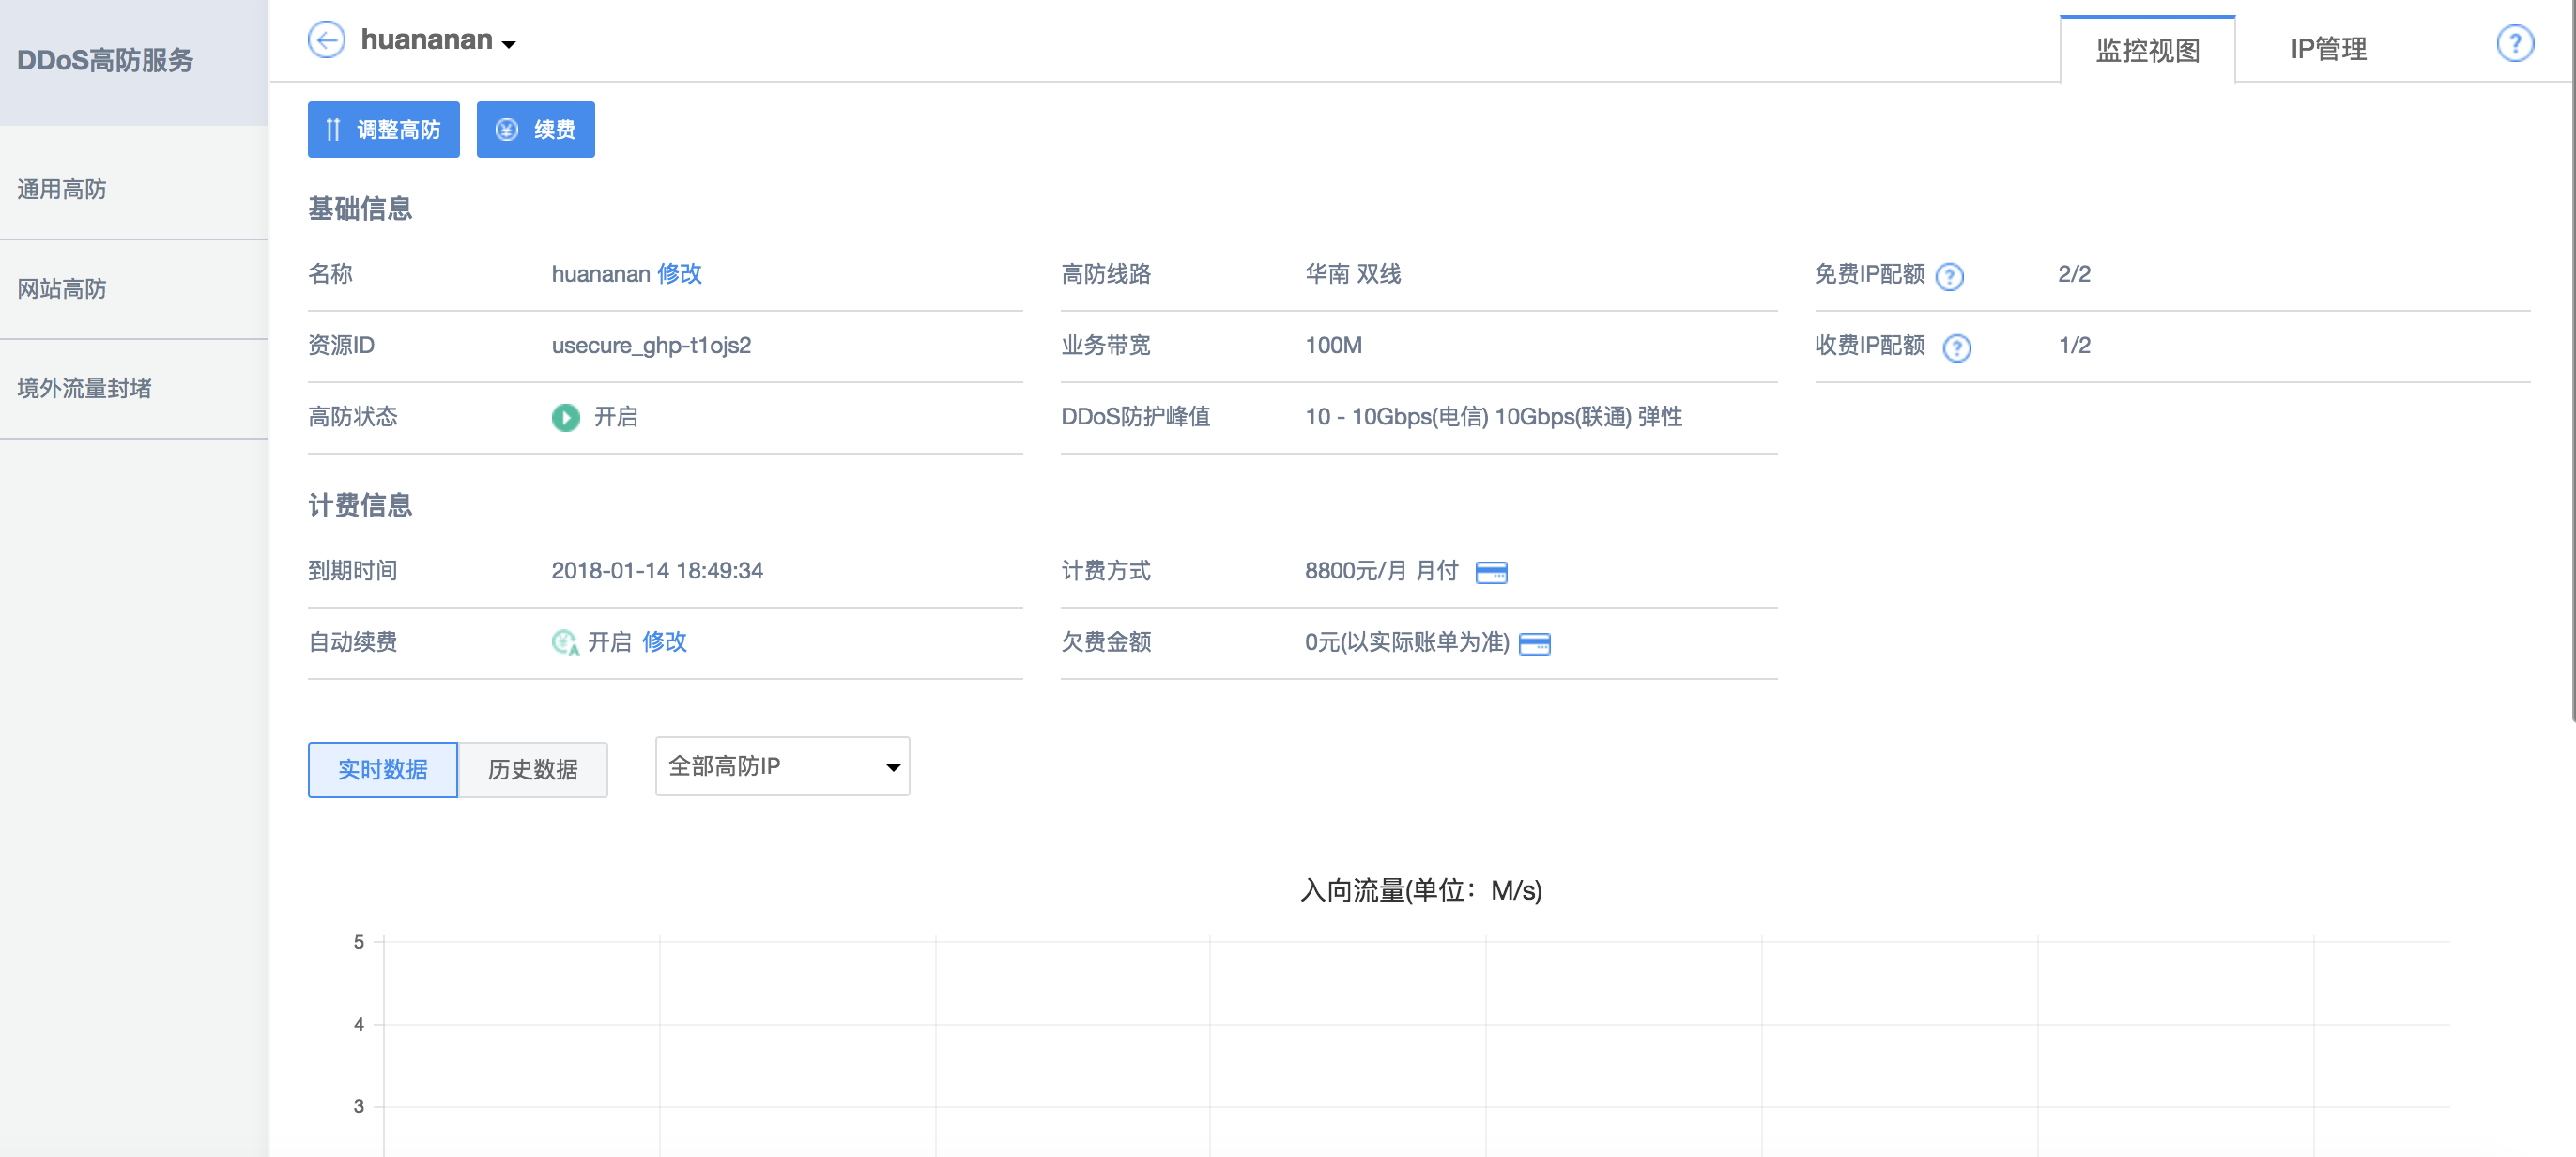 DDoS高防服务
通用高防
网站高防
境外流量封堵
huananan
监控视图
IP管理
调整高防
续费
基础信息
名称 huananan 修改
高防线路 华南 双线
免费IP配额 2/2
资源ID usecure_ghp-t1ojs2
业务带宽 100M
收费IP配额 1/2
高防状态 开启
DDoS防护峰值 10 - 10Gbps(电信) 10Gbps(联通) 弹性
计费信息
到期时间 2018-01-14 18:49:34
计费方式 8800元/月 月付
自动续费 开启 修改
欠费金额 0元(以实际账单为准)
实时数据
历史数据
全部高防IP
入向流量(单位：M/s)
5
4
3